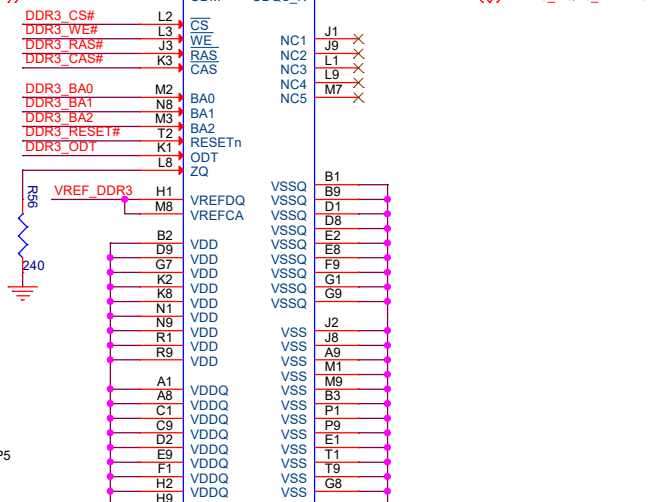 DDR3_CS# L2 CS
DDR3_WE# L3 WE
DDR3_RAS# J3 RAS
DDR3_CAS# K3 CAS
DDR3_BA0 M2 BA0
DDR3_BA1 N8 BA1
DDR3_BA2 M3 BA2
DDR3_RESET# T2 RESETn
DDR3_ODT K1 ODT
L8 ZQ
R56
240
VREF_DDR3 H1 VREFDQ
M8 VREFCA
B2 VDD
D9 VDD
G7 VDD
K2 VDD
K8 VDD
N1 VDD
N9 VDD
R1 VDD
R9 VDD
A1 VDDQ
A8 VDDQ
C1 VDDQ
C9 VDDQ
D2 VDDQ
E9 VDDQ
F1 VDDQ
H2 VDDQ
H9
P5
NC1 J1
NC2 J9
NC3 L1
NC4 L9
NC5 M7
VSSQ B1
VSSQ B9
VSSQ D1
VSSQ D8
VSSQ E2
VSSQ E8
VSSQ F9
VSSQ G1
VSSQ G9
VSS J2
VSS J8
VSS A9
VSS M1
VSS M9
VSS B3
VSS P1
VSS P9
VSS E1
VSS T1
VSS T9
VSS G8